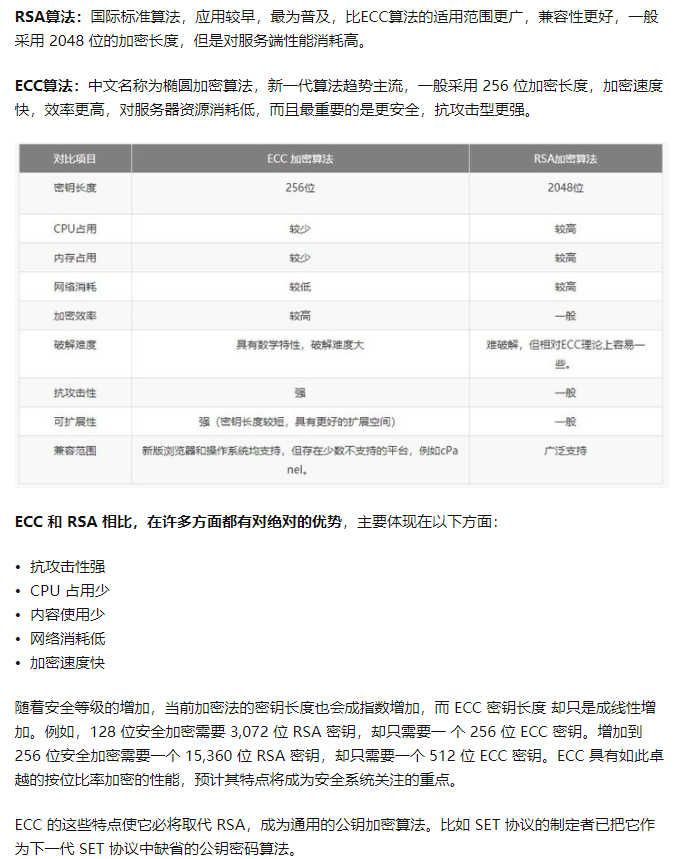 RSA算法：国际标准算法，应用较早，最为普及，比ECC算法的适用范围更广，兼容性更好，一般
采用 2048 位的加密长度，但是对服务端性能消耗高。
ECC算法：中文名称为椭圆加密算法，新一代算法趋势主流，一般采用 256 位加密长度，加密速度
快，效率更高，对服务器资源消耗低，而且最重要的是更安全，抗攻击型更强。
对比项目 ECC 加密算法 RSA加密算法
密钥长度 256位 2048位
CPU占用 较少 较高
内存占用 较少 较高
网络消耗 较低 较高
加密效率 较高 一般
破解难度 具有数学特性，破解难度大 难破解，但相对ECC理论上容易一
些。
抗攻击性 强 一般
可扩展性 强（密钥长度较短，具有更好的扩展空间） 一般
兼容范围 新版浏览器和操作系统均支持，但存在少数不支持的平台，例如cPa 广泛支持
nel。
ECC 和 RSA 相比，在许多方面都有对绝对的优势，主要体现在以下方面：
• 抗攻击性强
• CPU 占用少
• 内容使用少
• 网络消耗低
• 加密速度快
随着安全等级的增加，当前加密法的密钥长度也会成指数增加，而 ECC 密钥长度 却只是成线性增
加。例如，128 位安全加密需要 3,072 位 RSA 密钥，却只需要一 个 256 位 ECC 密钥。增加到
256 位安全加密需要一个 15,360 位 RSA 密钥，却只需要一个 512 位 ECC 密钥。ECC 具有如此卓
越的按位比率加密的性能，预计其特点将成为安全系统关注的重点。
ECC 的这些特点使它必将取代 RSA，成为通用的公钥加密算法。比如 SET 协议的制定者已把它作
为下一代 SET 协议中缺省的公钥密码算法。